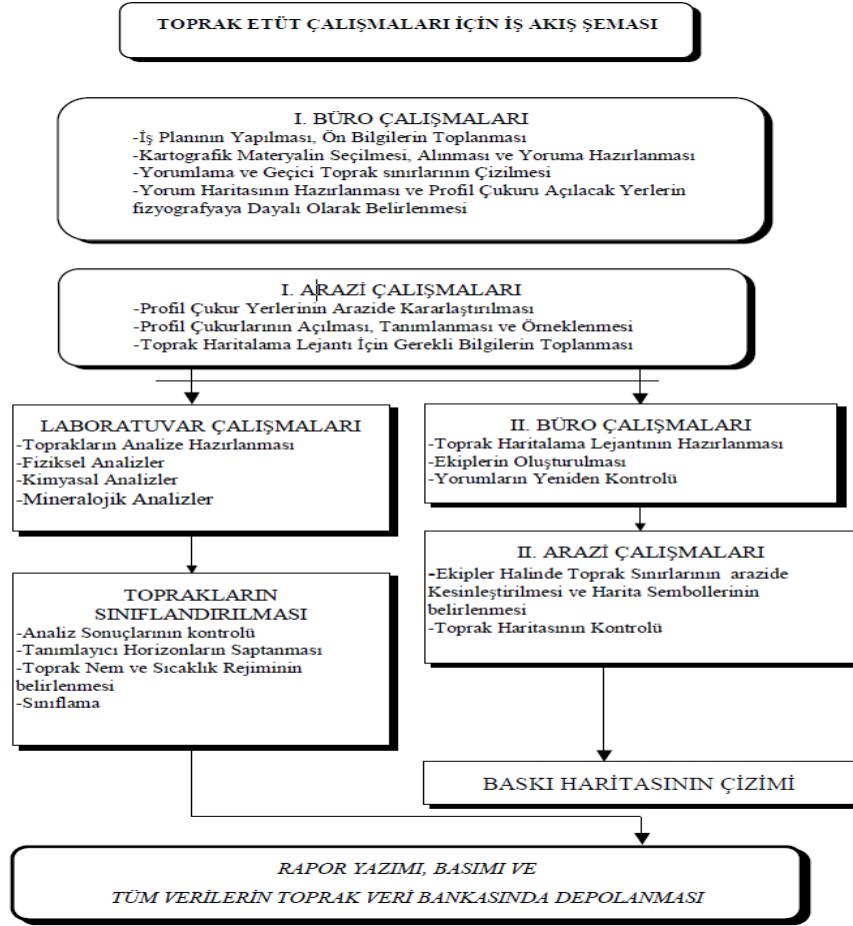 TOPRAK ETÜT ÇALIŞMALARI İÇİN İŞ AKIŞ ŞEMASI
I. BÜRO ÇALIŞMALARI
-İş Planının Yapılması, Ön Bilgilerin Toplanması
-Kartografik Materyalin Seçilmesi, Alınması ve Yoruma Hazırlanması
-Yorumlama ve Geçici Toprak sınırlarının Çizilmesi
-Yorum Haritasının Hazırlanması ve Profil Çukuru Açılacak Yerlerin
fizyografyaya Dayalı Olarak Belirlenmesi
I. ARAZİ ÇALIŞMALARI
-Profil Çukur Yerlerinin Arazide Kararlaştırılması
-Profil Çukurlarının Açılması, Tanımlanması ve Örneklenmesi
-Toprak Haritalama Lejantı İçin Gerekli Bilgilerin Toplanması
LABORATUVAR ÇALIŞMALARI
-Toprakların Analize Hazırlanması
-Fiziksel Analizler
-Kimyasal Analizler
-Mineralojik Analizler
II. BÜRO ÇALIŞMALARI
-Toprak Haritalama Lejantının Hazırlanması
-Ekiplerin Oluşturulması
-Yorumların Yeniden Kontrolü
TOPRAKLARIN
SINIFLANDIRILMASI
-Analiz Sonuçlarının kontrolü
-Tanımlayıcı Horizonların Saptanması
-Toprak Nem ve Sıcaklık Rejiminin
belirlenmesi
-Sınıflama
II. ARAZİ ÇALIŞMALARI
-Ekipler Halinde Toprak Sınırlarının arazide
Kesinleştirilmesi ve Harita Sembollerinin
belirlenmesi
-Toprak Haritasının Kontrolü
BASKI HARİTASININ ÇİZİMİ
RAPOR YAZIMI, BASIMI VE
TÜM VERİLERİN TOPRAK VERİ BANKASINDA DEPOLANMASI